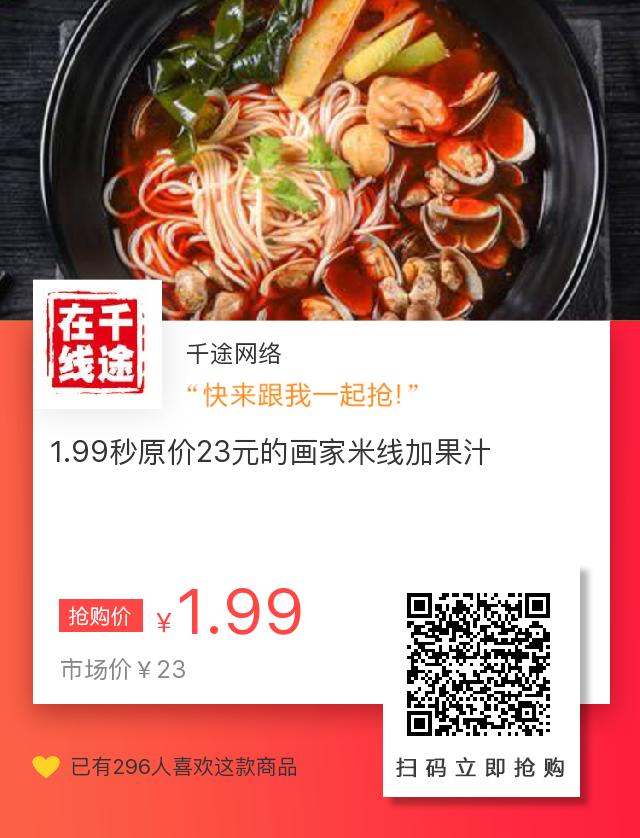 千途
在线
千途网络
“快来跟我一起抢！”
1.99秒原价23元的画家米线加果汁
抢购价 ¥1.99
市场价¥23
已有296人喜欢这款商品
扫码立即抢购